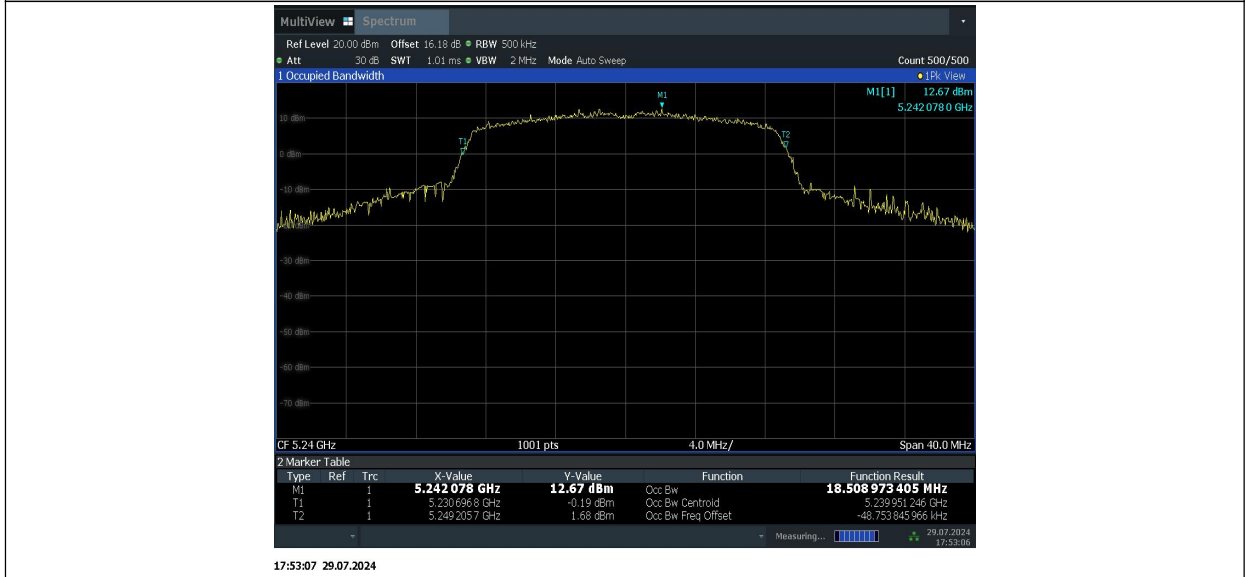 MultiView Spectrum
Ref Level 20.00 dBm Offset 16.18 dB RBW 500 kHz
Att 30 dB SWT 1.01 ms VBW 2 MHz Mode Auto Sweep Count 500/500
1 Occupied Bandwidth 1Pk View
M1[1] 12.67 dBm
5.242 078 0 GHz
M1
10 dBm
T1
T2
0 dBm
-10 dBm
-30 dBm
-40 dBm
-50 dBm
-60 dBm
-70 dBm
CF 5.24 GHz 1001 pts 4.0 MHz/ Span 40.0 MHz
2 Marker Table
Type Ref Trc X-Value Y-Value Function Function Result
M1 1 5.242 078 GHz 12.67 dBm Occ Bw 18.508 973 405 MHz
T1 1 5.230 696 8 GHz -0.19 dBm Occ Bw Centroid 5.239 951 246 GHz
T2 1 5.249 205 7 GHz 1.68 dBm Occ Bw Freq Offset -48.753 845 966 kHz
Measuring... 29.07.2024
17:53:06
17:53:07 29.07.2024